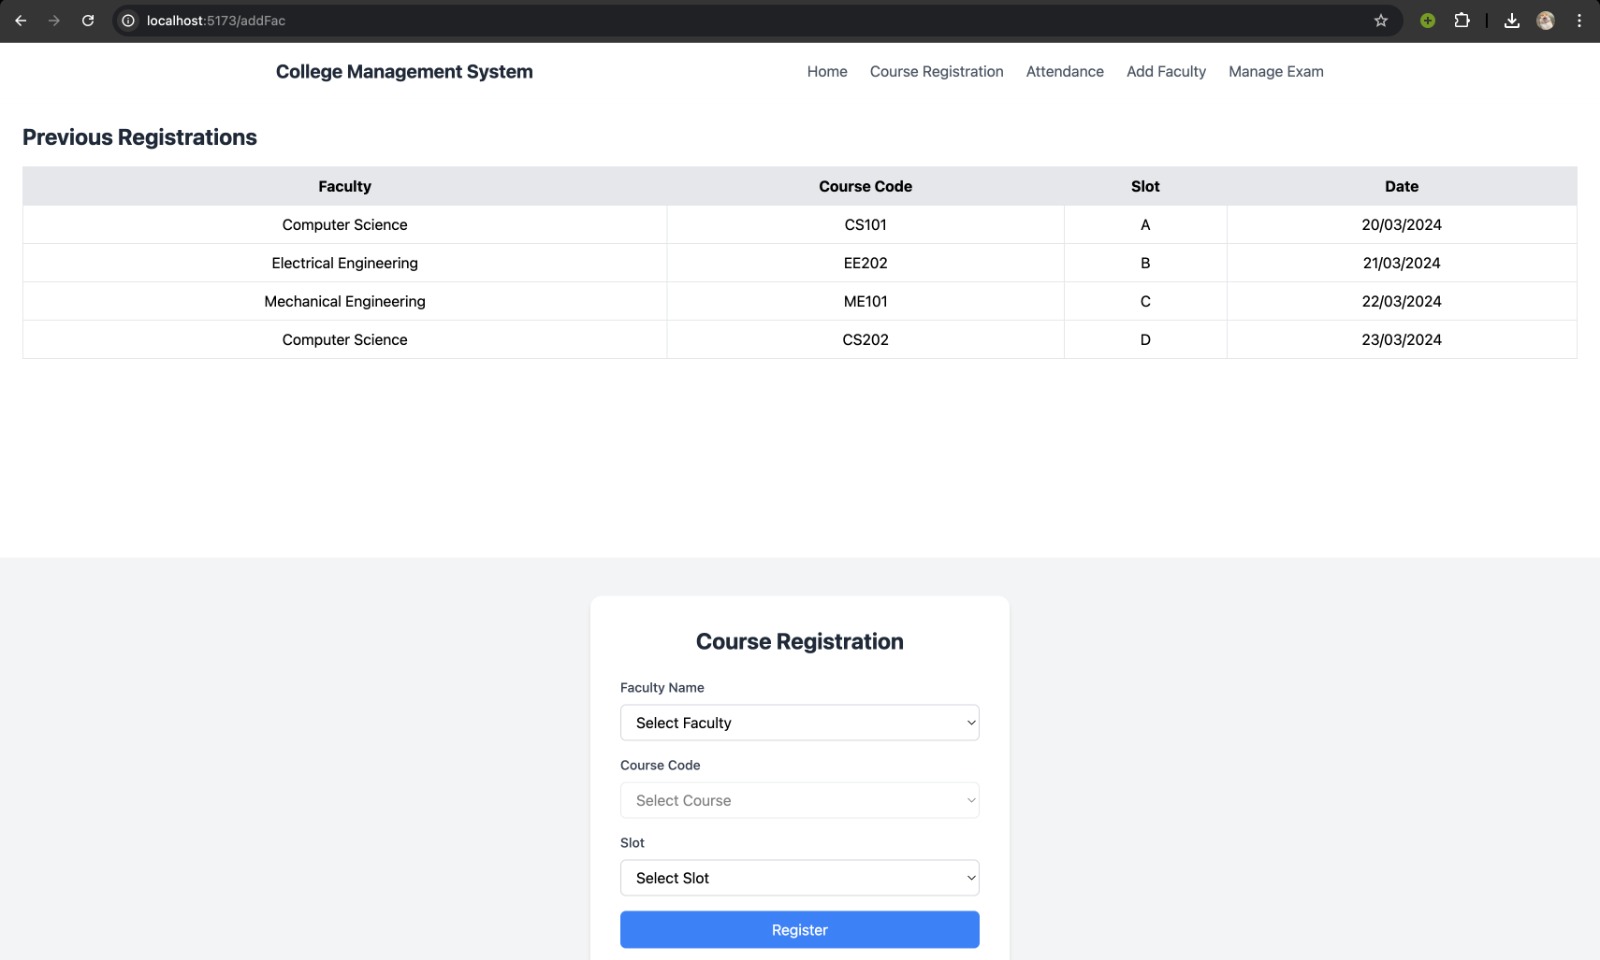 localhost:5173/addFac
College Management System Home Course Registration Attendance Add Faculty Manage Exam
Previous Registrations
Faculty Course Code Slot Date
Computer Science CS101 A 20/03/2024
Electrical Engineering EE202 B 21/03/2024
Mechanical Engineering ME101 C 22/03/2024
Computer Science CS202 D 23/03/2024
Course Registration
Faculty Name
Select Faculty
Course Code
Select Course
Slot
Select Slot
Register